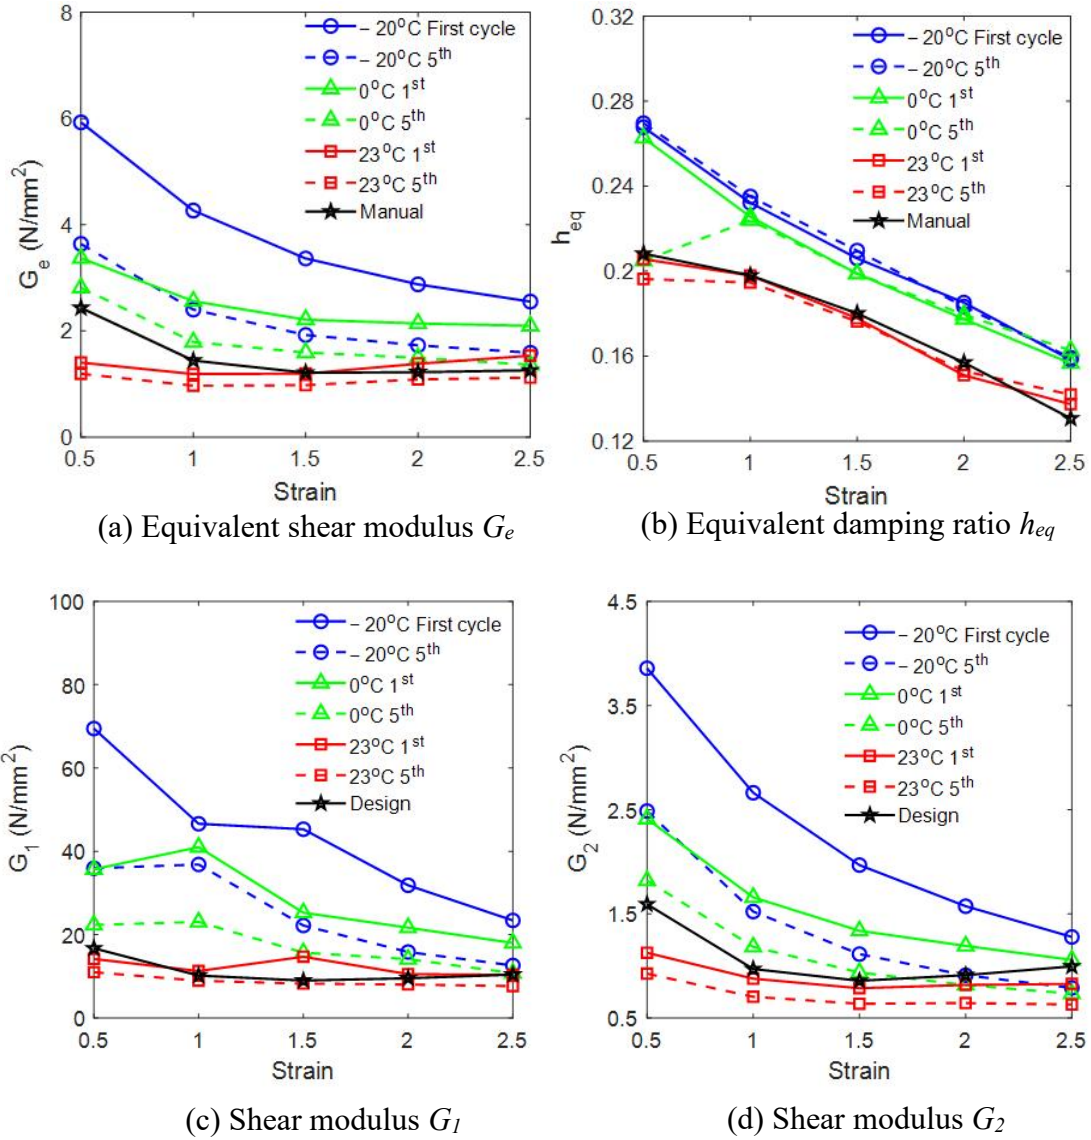 8
6
4
2
0
G_e (N/mm²)
– 20°C First cycle
– 20°C 5ᵗʰ
0°C 1ˢᵗ
0°C 5ᵗʰ
23°C 1ˢᵗ
23°C 5ᵗʰ
Manual
0.5 1 1.5 2 2.5
Strain
(a) Equivalent shear modulus Gₑ
0.32
0.28
0.24
0.2
0.16
0.12
h_eq
– 20°C First cycle
– 20°C 5ᵗʰ
0°C 1ˢᵗ
0°C 5ᵗʰ
23°C 1ˢᵗ
23°C 5ᵗʰ
Manual
0.5 1 1.5 2 2.5
Strain
(b) Equivalent damping ratio h_eq
100
80
60
40
20
0
G₁ (N/mm²)
– 20°C First cycle
– 20°C 5ᵗʰ
0°C 1ˢᵗ
0°C 5ᵗʰ
23°C 1ˢᵗ
23°C 5ᵗʰ
Design
0.5 1 1.5 2 2.5
Strain
(c) Shear modulus G₁
4.5
3.5
2.5
1.5
0.5
G₂ (N/mm²)
– 20°C First cycle
– 20°C 5ᵗʰ
0°C 1ˢᵗ
0°C 5ᵗʰ
23°C 1ˢᵗ
23°C 5ᵗʰ
Design
0.5 1 1.5 2 2.5
Strain
(d) Shear modulus G₂